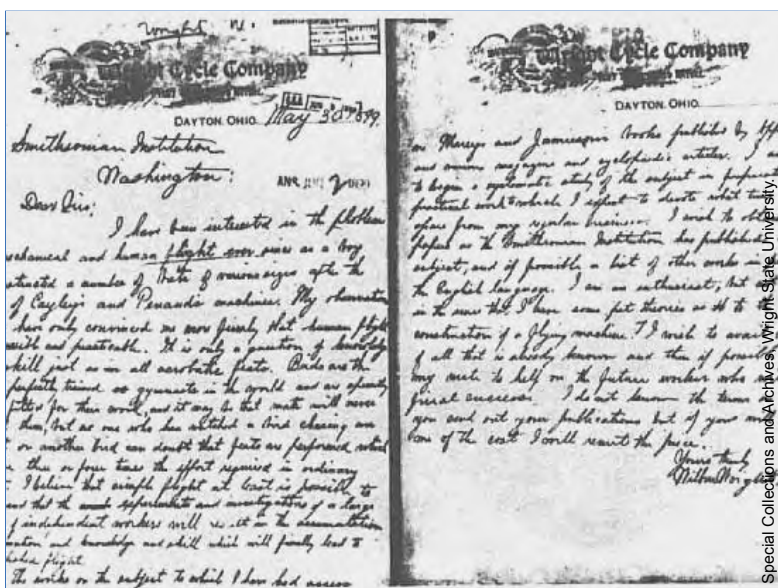 Wright W.
Wright Cycle Company
DAYTON, OHIO. May 30 1899.
Smithsonian Institution
Washington:
Dear Sirs;
I have been interested in the problem
mechanical and human flight ever since as a boy
a number of bats of various sizes after the
of Cayley's and Penaud's machines. My observation
have only convinced me more firmly that human flight
and practicable. It is only a question of knowledge
skill just as in all acrobatic feats. Birds are the
perfectly trained gymnasts in the world and are specially
fitted for their work, and it may be that man will never
them, but no one who has watched a bird chasing an
or another bird can doubt that feats are performed which
three or four times the effort required in ordinary
I believe that simple flight at least is possible to
and that the experiments and investigations of a large
of independent workers will result in the accumulation
and knowledge and skill which will finally lead to
flight.
The works on the subject to which I have had access
Wright Cycle Company
DAYTON, OHIO.
are Marey's and Jamieson's books published by
and various magazine and cyclopaedic articles. I
to begin a systematic study of the subject in preparation
practical work to which I expect to devote what time
from my regular business. I wish to obtain
papers as the Smithsonian Institution has published
subject, and if possible a list of other works in
the English language. I am an enthusiast, but
in the sense that I have some pet theories as to the
construction of a flying machine. I wish to avail
of all that is already known and then if possible
my mite to help on the future worker who
final success. I do not know the terms on
you send out your publications but if you
me of the cost I will remit the price.
Yours truly,
Wilbur Wright
Special Collections and Archives, Wright State University